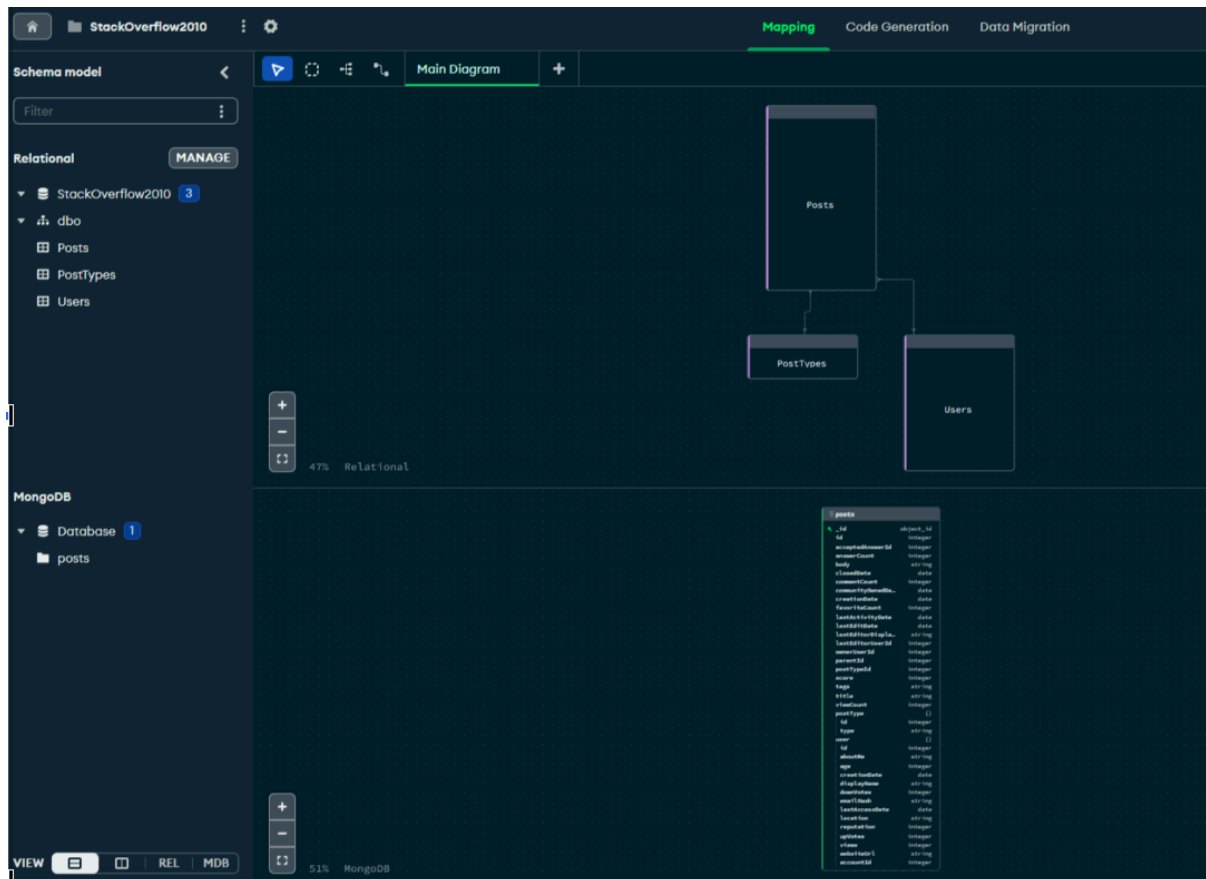 StackOverflow2010
Mapping
Code Generation
Data Migration
Schema model
Main Diagram
Filter
Relational
MANAGE
StackOverflow2010 3
dbo
Posts
PostTypes
Users
Posts
PostTypes
Users
47% Relational
MongoDB
Database 1
posts
posts
_id object_id
id integer
acceptedAnswerId integer
answerCount integer
body string
closedDate date
commentCount integer
communityOwnedDa… date
creationDate date
favoriteCount integer
lastActivityDate date
lastEditDate date
lastEditorDispla… string
lastEditorUserId integer
ownerUserId integer
parentId integer
postTypeId integer
score integer
tags string
title string
viewCount integer
postType {}
id integer
type string
user {}
id integer
aboutMe string
age integer
creationDate date
displayName string
downVotes integer
emailHash string
lastAccessDate date
location string
reputation integer
upVotes integer
views integer
websiteUrl string
accountId integer
51% MongoDB
VIEW REL MDB